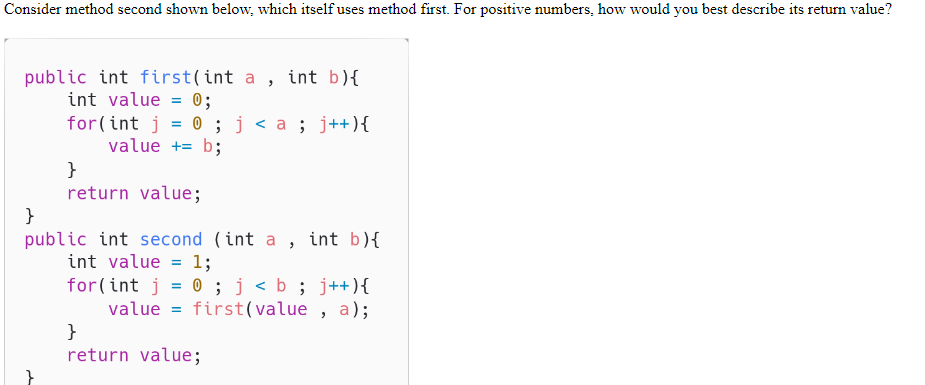 Consider method second shown below, which itself uses method first. For positive numbers, how would you best describe its return value?
public int first(int a , int b){
int value = 0;
for(int j = 0 ; j < a ; j++){
value += b;
}
return value;
}
public int second (int a , int b){
int value = 1;
for(int j = 0 ; j < b ; j++){
value = first(value , a);
}
return value;
}